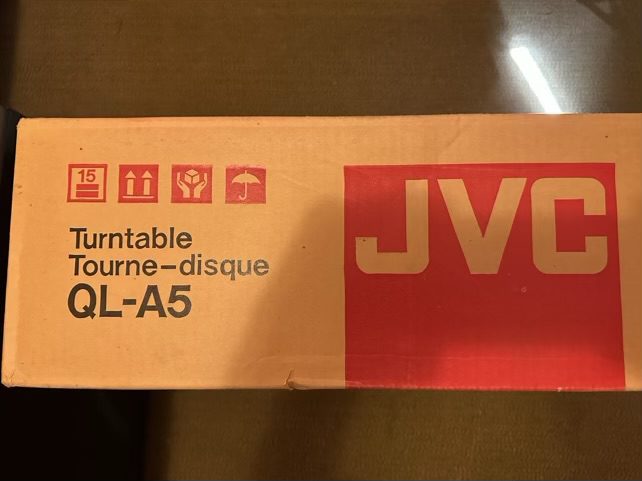 15
JVC
Turntable
Tourne-disque
QL-A5